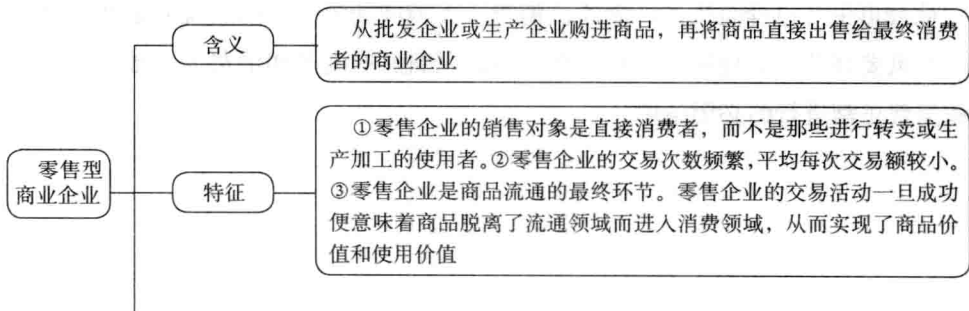 含义
从批发企业或生产企业购进商品，再将商品直接出售给最终消费
者的商业企业
零售型
商业企业
特征
①零售企业的销售对象是直接消费者，而不是那些进行转卖或生
产加工的使用者。②零售企业的交易次数频繁，平均每次交易额较小。
③零售企业是商品流通的最终环节。零售企业的交易活动一旦成功
便意味着商品脱离了流通领域而进入消费领域，从而实现了商品价
值和使用价值